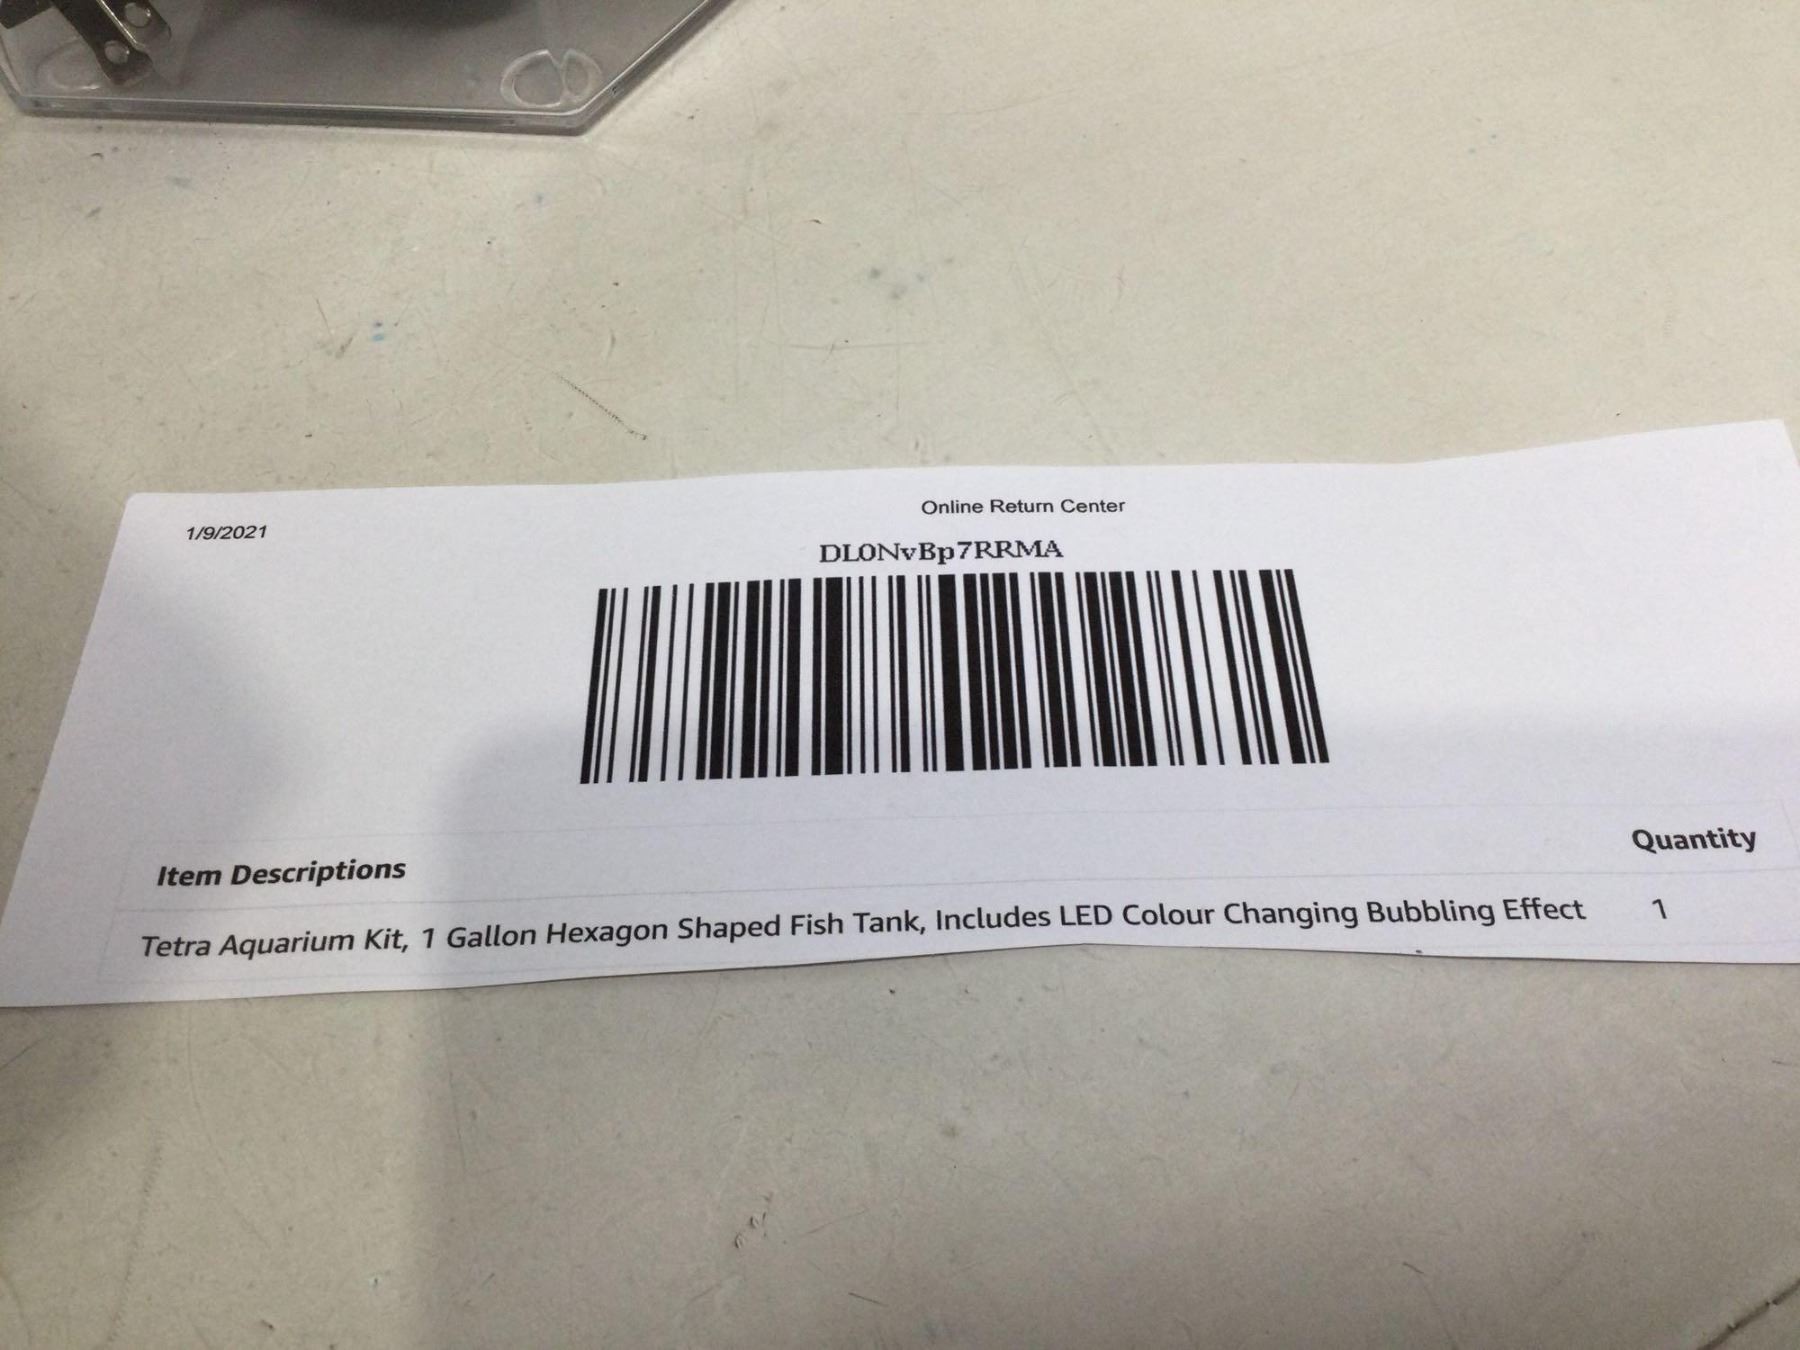 Online Return Center
1/9/2021
DL0NvBp7RRMA
Item Descriptions Quantity
Tetra Aquarium Kit, 1 Gallon Hexagon Shaped Fish Tank, Includes LED Colour Changing Bubbling Effect 1